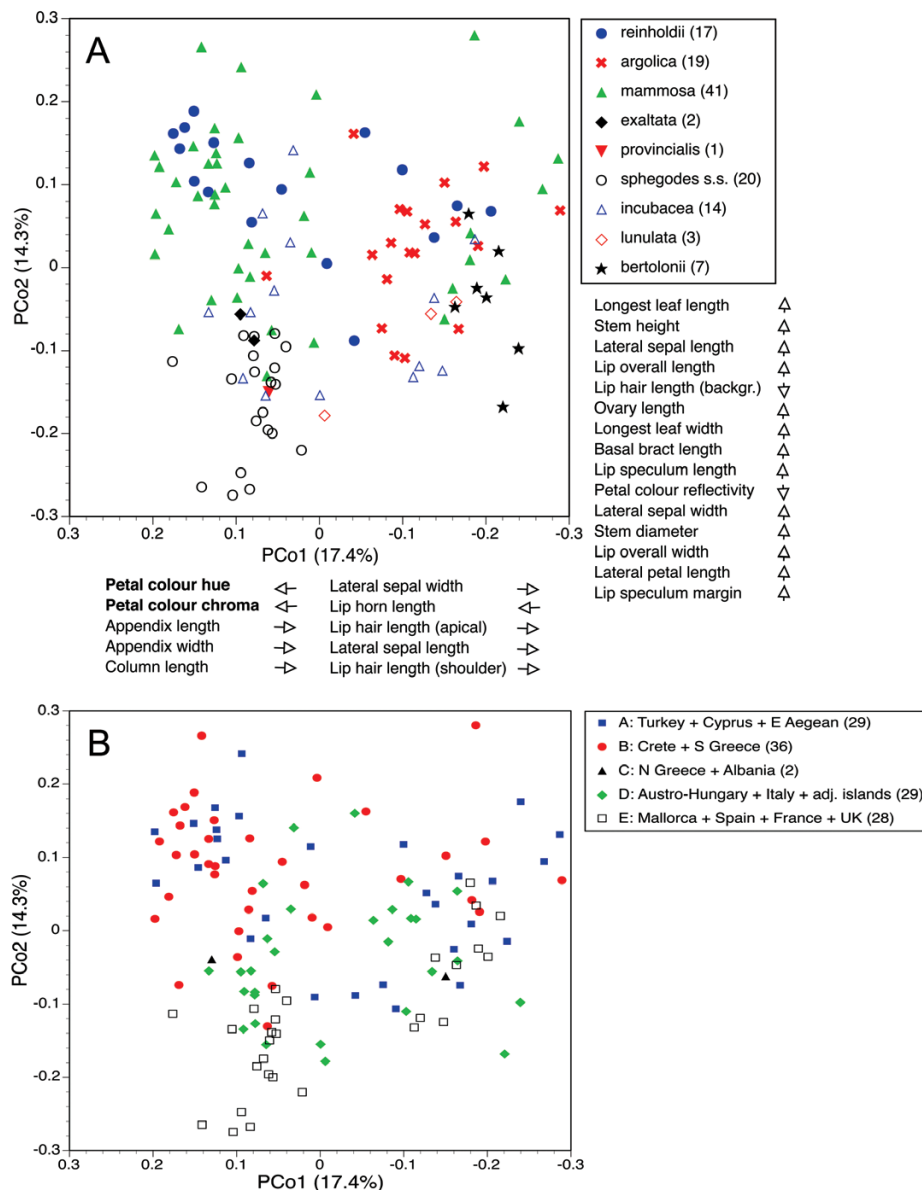 A
0.3
0.2
0.1
0
-0.1
-0.2
-0.3
PCo2 (14.3%)
0.3
0.2
0.1
0
-0.1
-0.2
-0.3
PCo1 (17.4%)
reinholdii (17)
argolica (19)
mammosa (41)
exaltata (2)
provincialis (1)
sphegodes s.s. (20)
incubacea (14)
lunulata (3)
bertolonii (7)
Longest leaf length
Stem height
Lateral sepal length
Lip overall length
Lip hair length (backgr.)
Ovary length
Longest leaf width
Basal bract length
Lip speculum length
Petal colour reflectivity
Lateral sepal width
Stem diameter
Lip overall width
Lateral petal length
Lip speculum margin
Petal colour hue
Petal colour chroma
Appendix length
Appendix width
Column length
Lateral sepal width
Lip horn length
Lip hair length (apical)
Lateral sepal length
Lip hair length (shoulder)
B
0.3
0.2
0.1
0
-0.1
-0.2
-0.3
PCo2 (14.3%)
0.3
0.2
0.1
0
-0.1
-0.2
-0.3
PCo1 (17.4%)
A: Turkey + Cyprus + E Aegean (29)
B: Crete + S Greece (36)
C: N Greece + Albania (2)
D: Austro-Hungary + Italy + adj. islands (29)
E: Mallorca + Spain + France + UK (28)